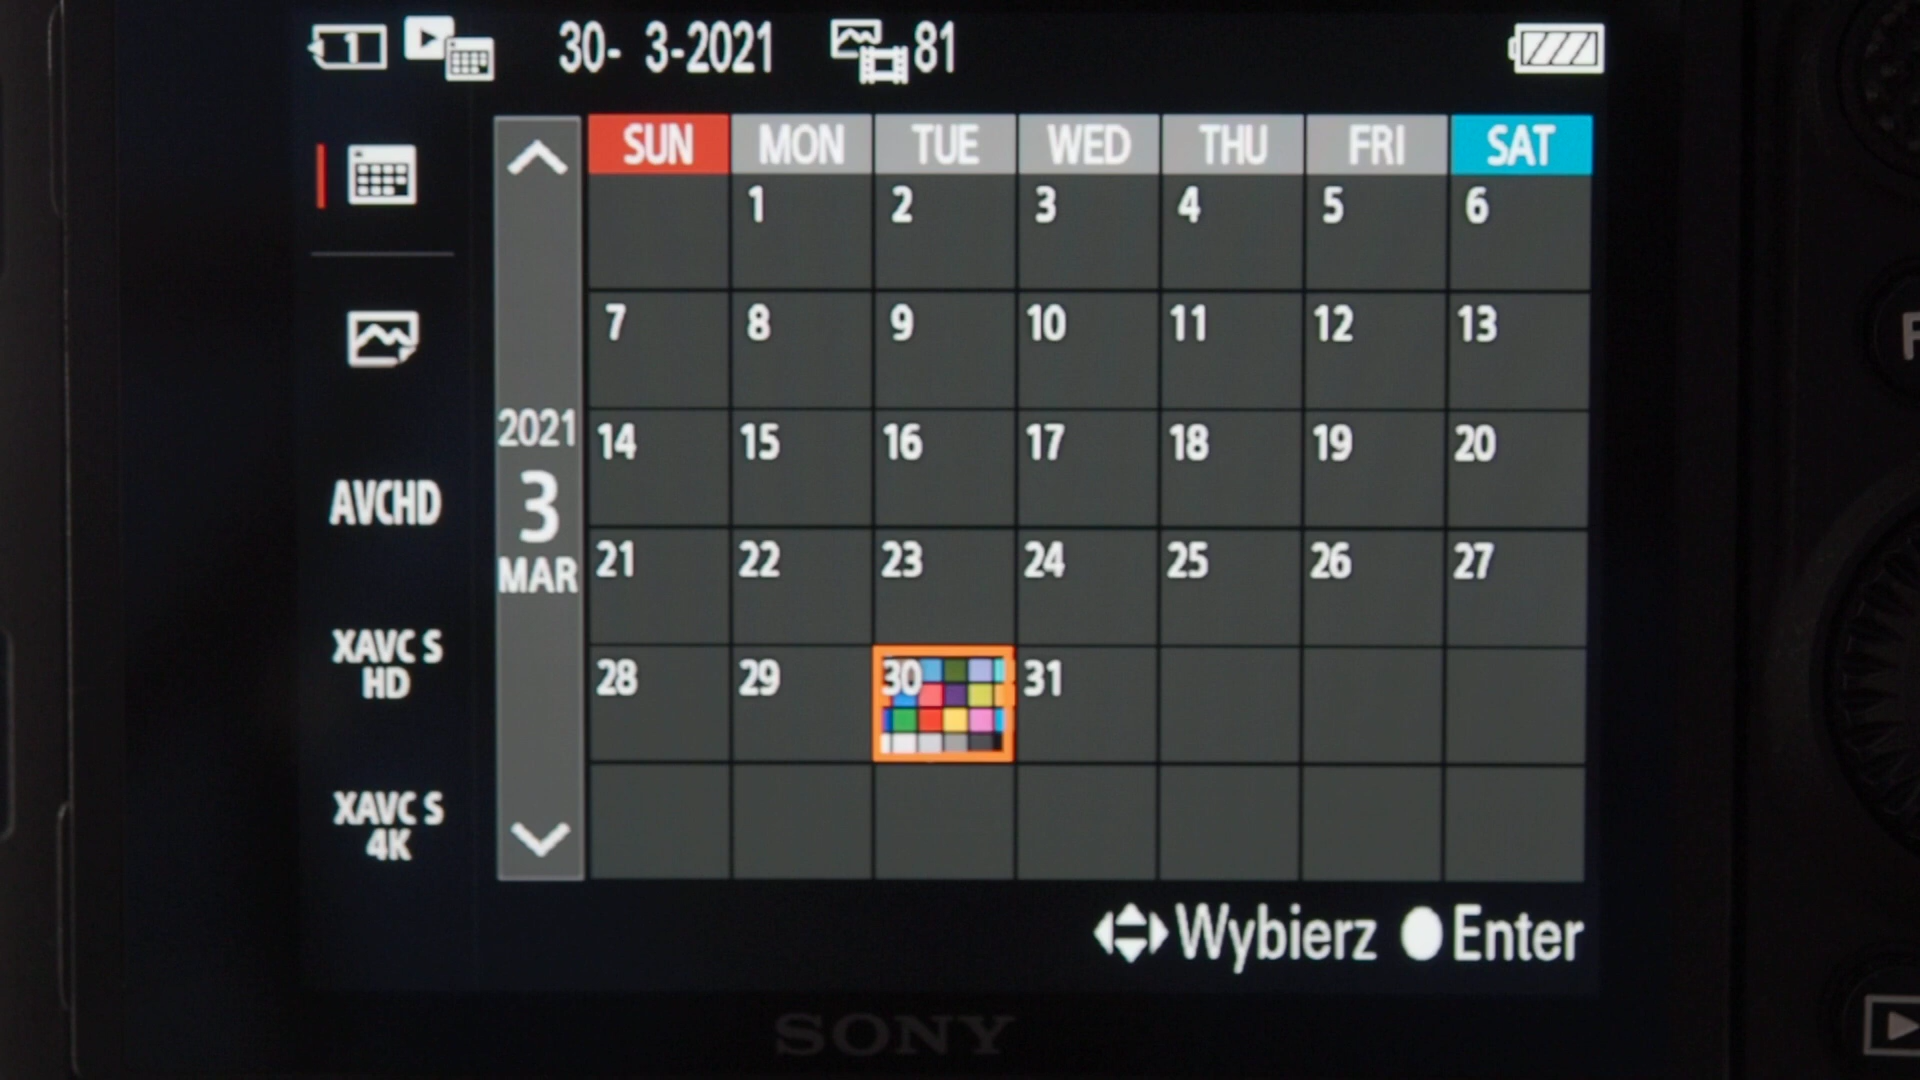 1 30- 3-2021 81
SUN MON TUE WED THU FRI SAT
1 2 3 4 5 6
7 8 9 10 11 12 13
2021 14 15 16 17 18 19 20
3
MAR
21 22 23 24 25 26 27
28 29 30 31
AVCHD
XAVC S
HD
XAVC S
4K
Wybierz Enter
SONY
F